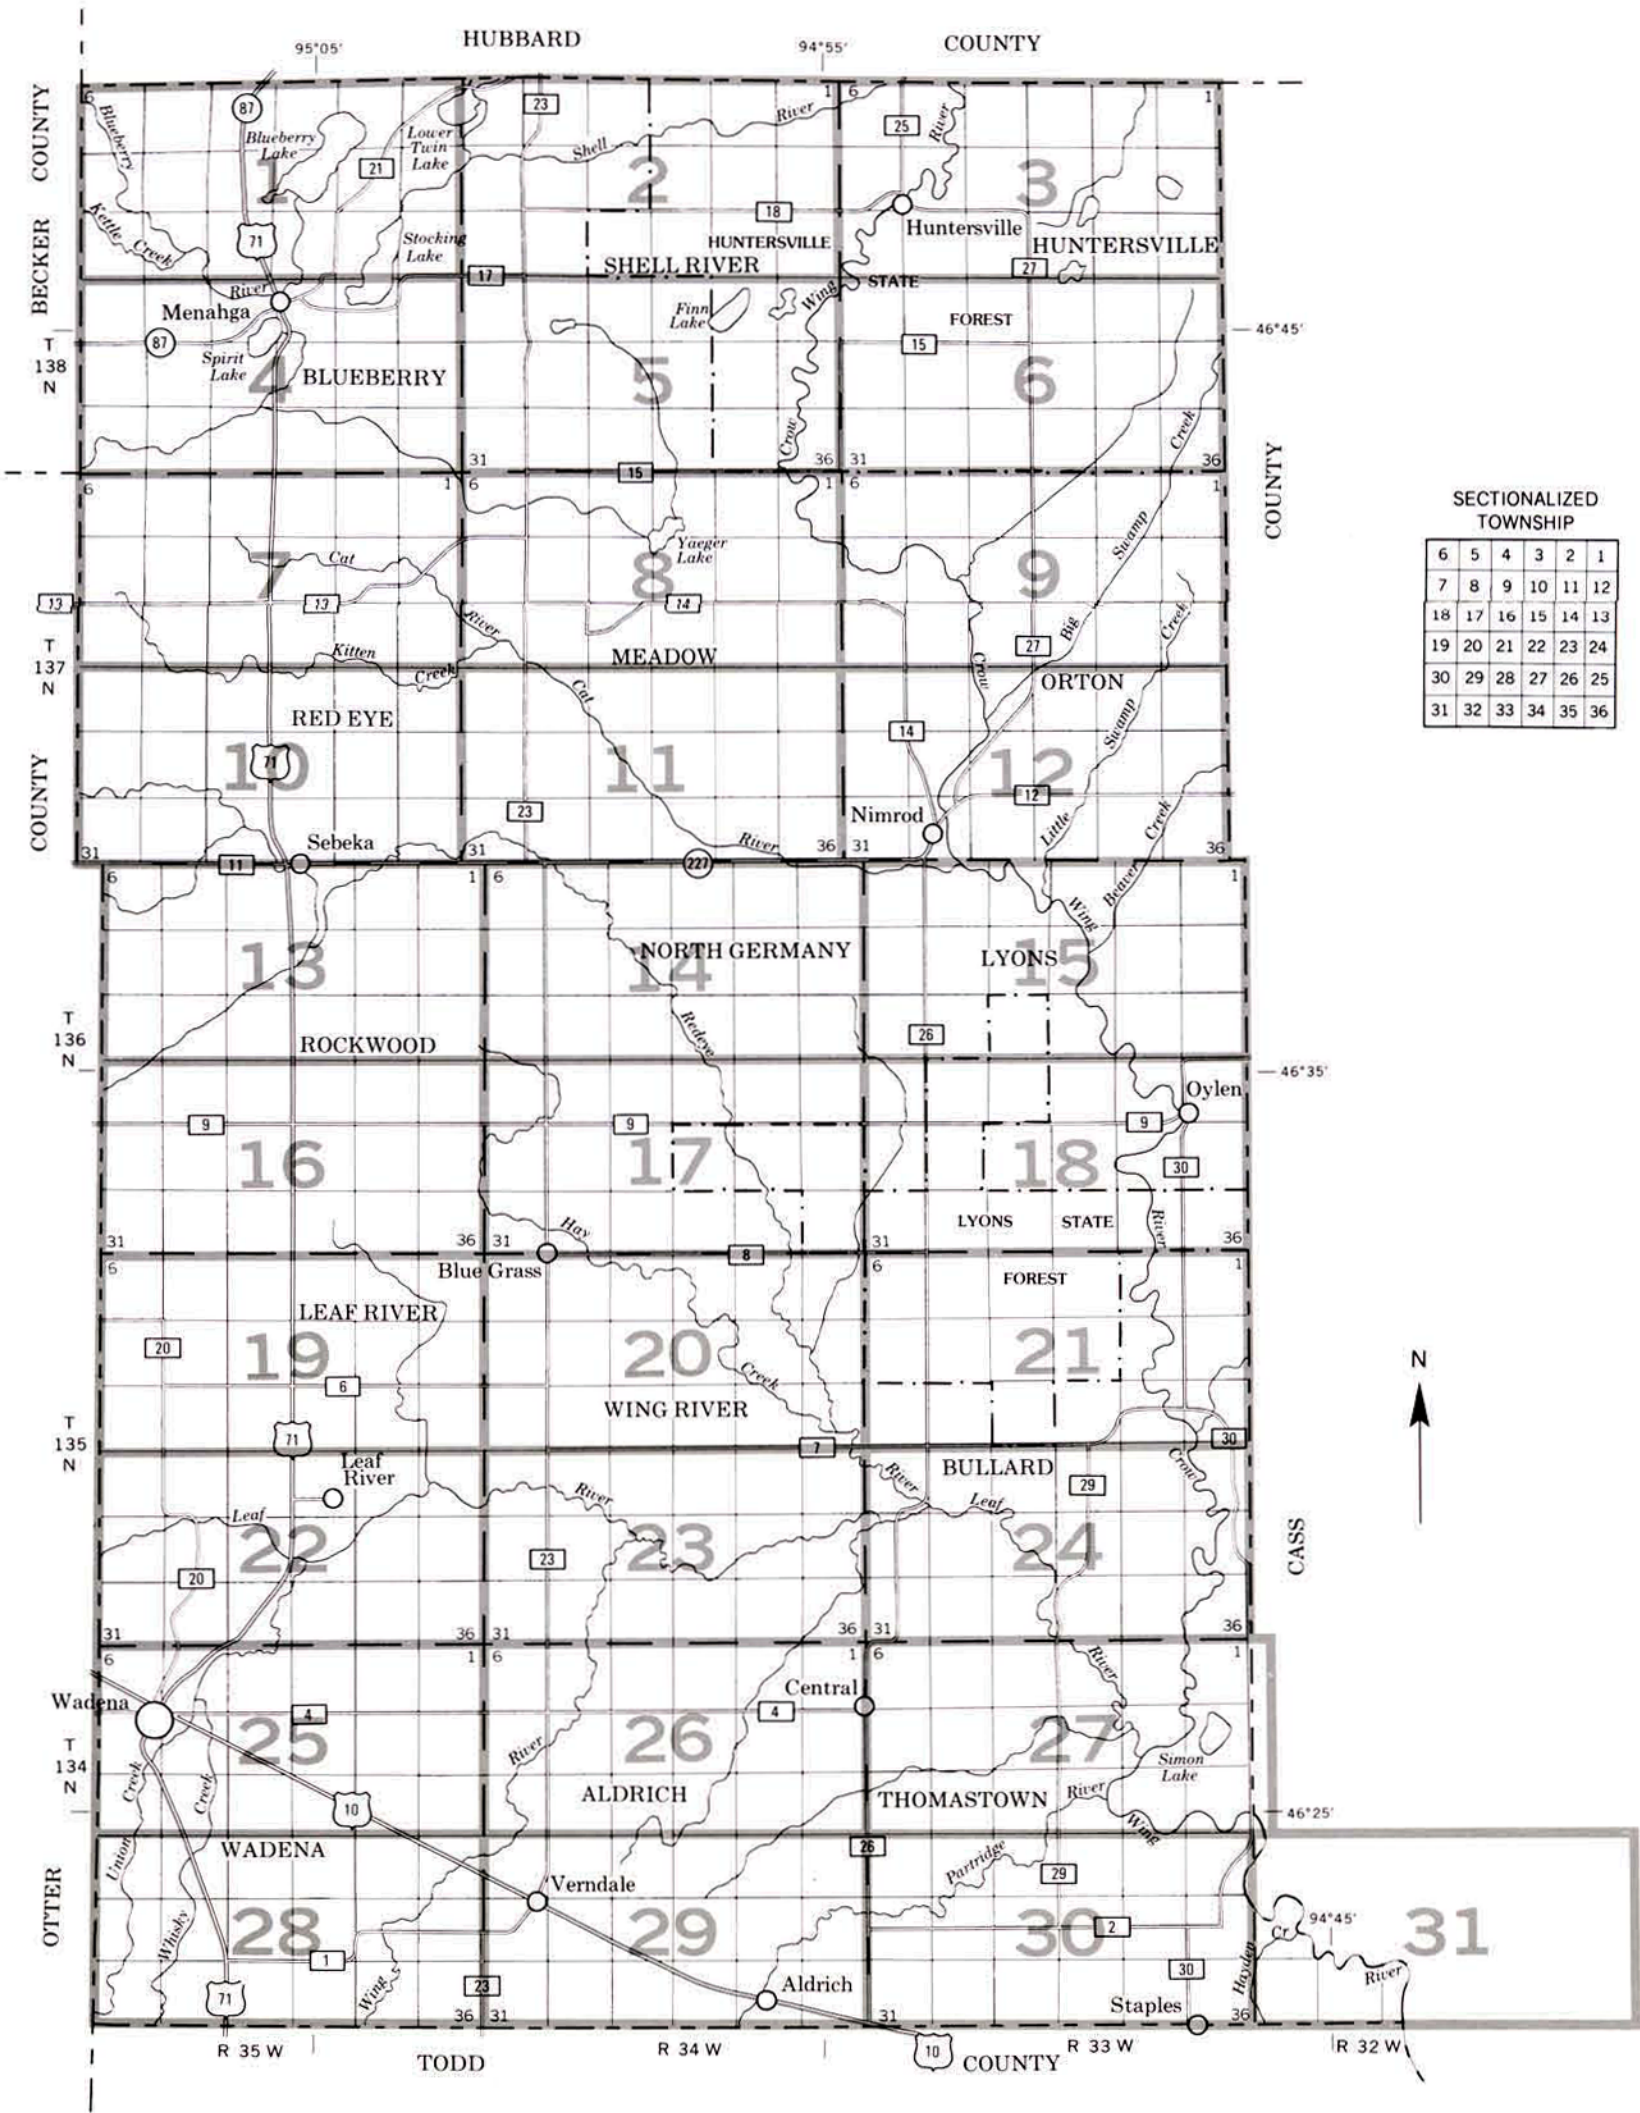 HUBBARD COUNTY
95°05' 94°55'
BECKER COUNTY
6 1 6 1
87 23 25 River
Blueberry
Blueberry
Lake
Lower
Twin
Lake
21
Shell River
1 2 3
18
Huntersville
Kettle Creek
71
Stocking
Lake
HUNTERSVILLE
HUNTERSVILLE
SHELL RIVER
17 27
STATE
River
Menahga
Finn
Lake
Wing
FOREST
46°45'
87
Spirit
Lake
15
T
138
N
4 BLUEBERRY 5 6
Crow
Creek
31 36 31 36
15
6 1 6 1 6 1
COUNTY
SECTIONALIZED
TOWNSHIP
6 5 4 3 2 1
7 8 9 10 11 12
18 17 16 15 14 13
19 20 21 22 23 24
30 29 28 27 26 25
31 32 33 34 35 36
Swamp
Yaeger
Lake
Cat
7 8 9
13 13 14
River
Creek
Big
27
T
137
N
Kitten Creek
MEADOW
Crow
ORTON
RED EYE
Cat
Swamp
14
71
10 11 12
COUNTY
23 12
Nimrod
Little
Creek
Sebeka
River
31 31 36 31 36
11 227
6 1 6 1
Beaver
Wing
NORTH GERMANY
LYONS
13 14 15
Redeye
26
T
136
N
ROCKWOOD
46°35'
Oylen
9 9 9
16 17 18
30
LYONS STATE
River
Hay
31 36 31 31 36
8
6 6 1
Blue Grass
FOREST
LEAF RIVER
20
19 20 21
6
Creek
WING RIVER
T
135
N
71 7 30
Leaf
River
BULLARD
River
Crow
29
River
Leaf
Leaf
22 23 24
23
20
CASS
N
31 36 31 36 31 36
6 1 6 1 6 1
River
Wadena
Central
4 4
25 26 27
River
Simon
Lake
T
134
N
Creek
Creek
10
ALDRICH
THOMASTOWN
River
46°25'
Wing
WADENA
26
Union
Partridge
29
Verndale
OTTER
Whisky
28 29 30 31
2
94°45'
Cr
1
River
Hayden
30
71 Wing 23 Aldrich
Staples
36 31 31 36
R 35 W R 34 W R 33 W R 32 W
10
TODD COUNTY